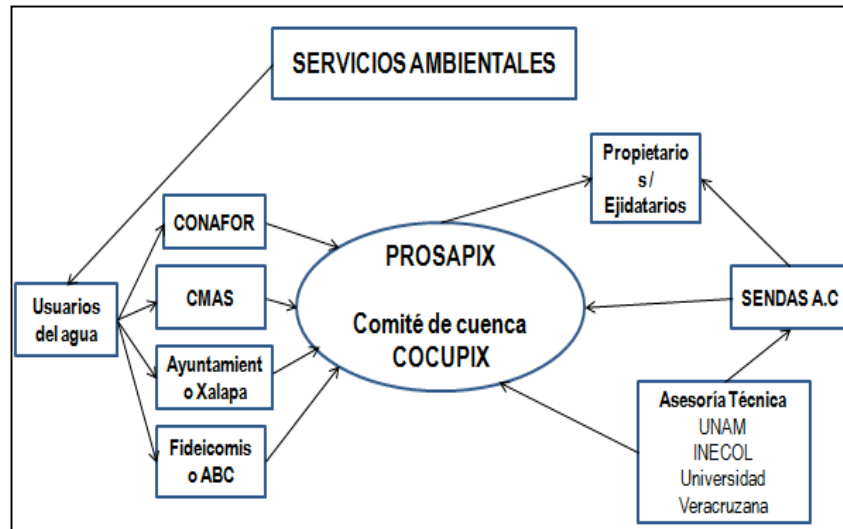 SERVICIOS AMBIENTALES
Propietario
s /
Ejidatarios
CONAFOR
PROSAPIX
CMAS
Usuarios
del agua
SENDAS A.C
Comité de cuenca
COCUPIX
Ayuntamient
o Xalapa
Fideicomis
o ABC
Asesoría Técnica
UNAM
INECOL
Universidad
Veracruzana